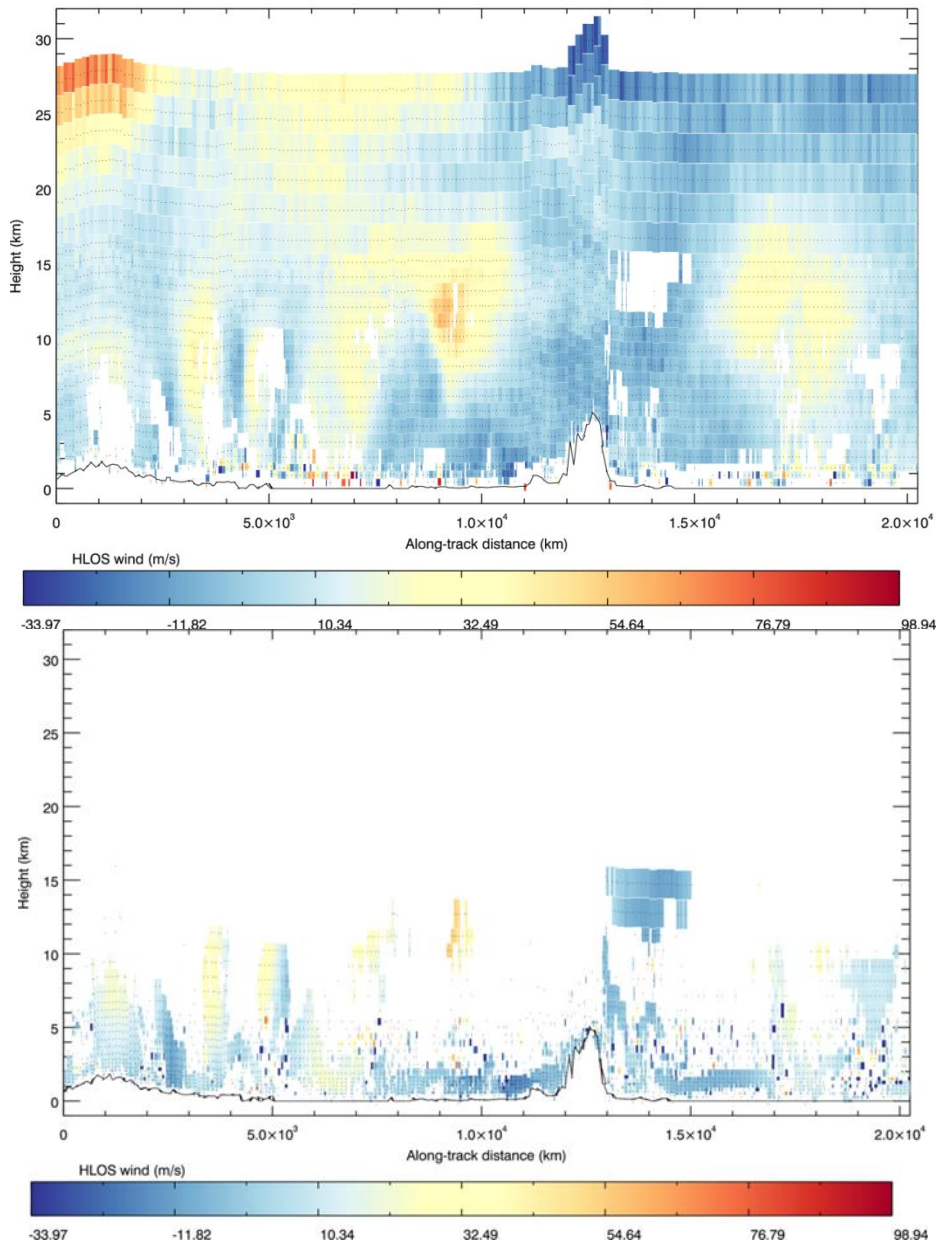 30
25
20
15
10
5
0
Height (km)
0 5.0×10³ 1.0×10⁴ 1.5×10⁴ 2.0×10⁴
Along-track distance (km)
HLOS wind (m/s)
-33.97 -11.82 10.34 32.49 54.64 76.79 98.94
30
25
20
15
10
5
0
Height (km)
0 5.0×10³ 1.0×10⁴ 1.5×10⁴ 2.0×10⁴
Along-track distance (km)
HLOS wind (m/s)
-33.97 -11.82 10.34 32.49 54.64 76.79 98.94